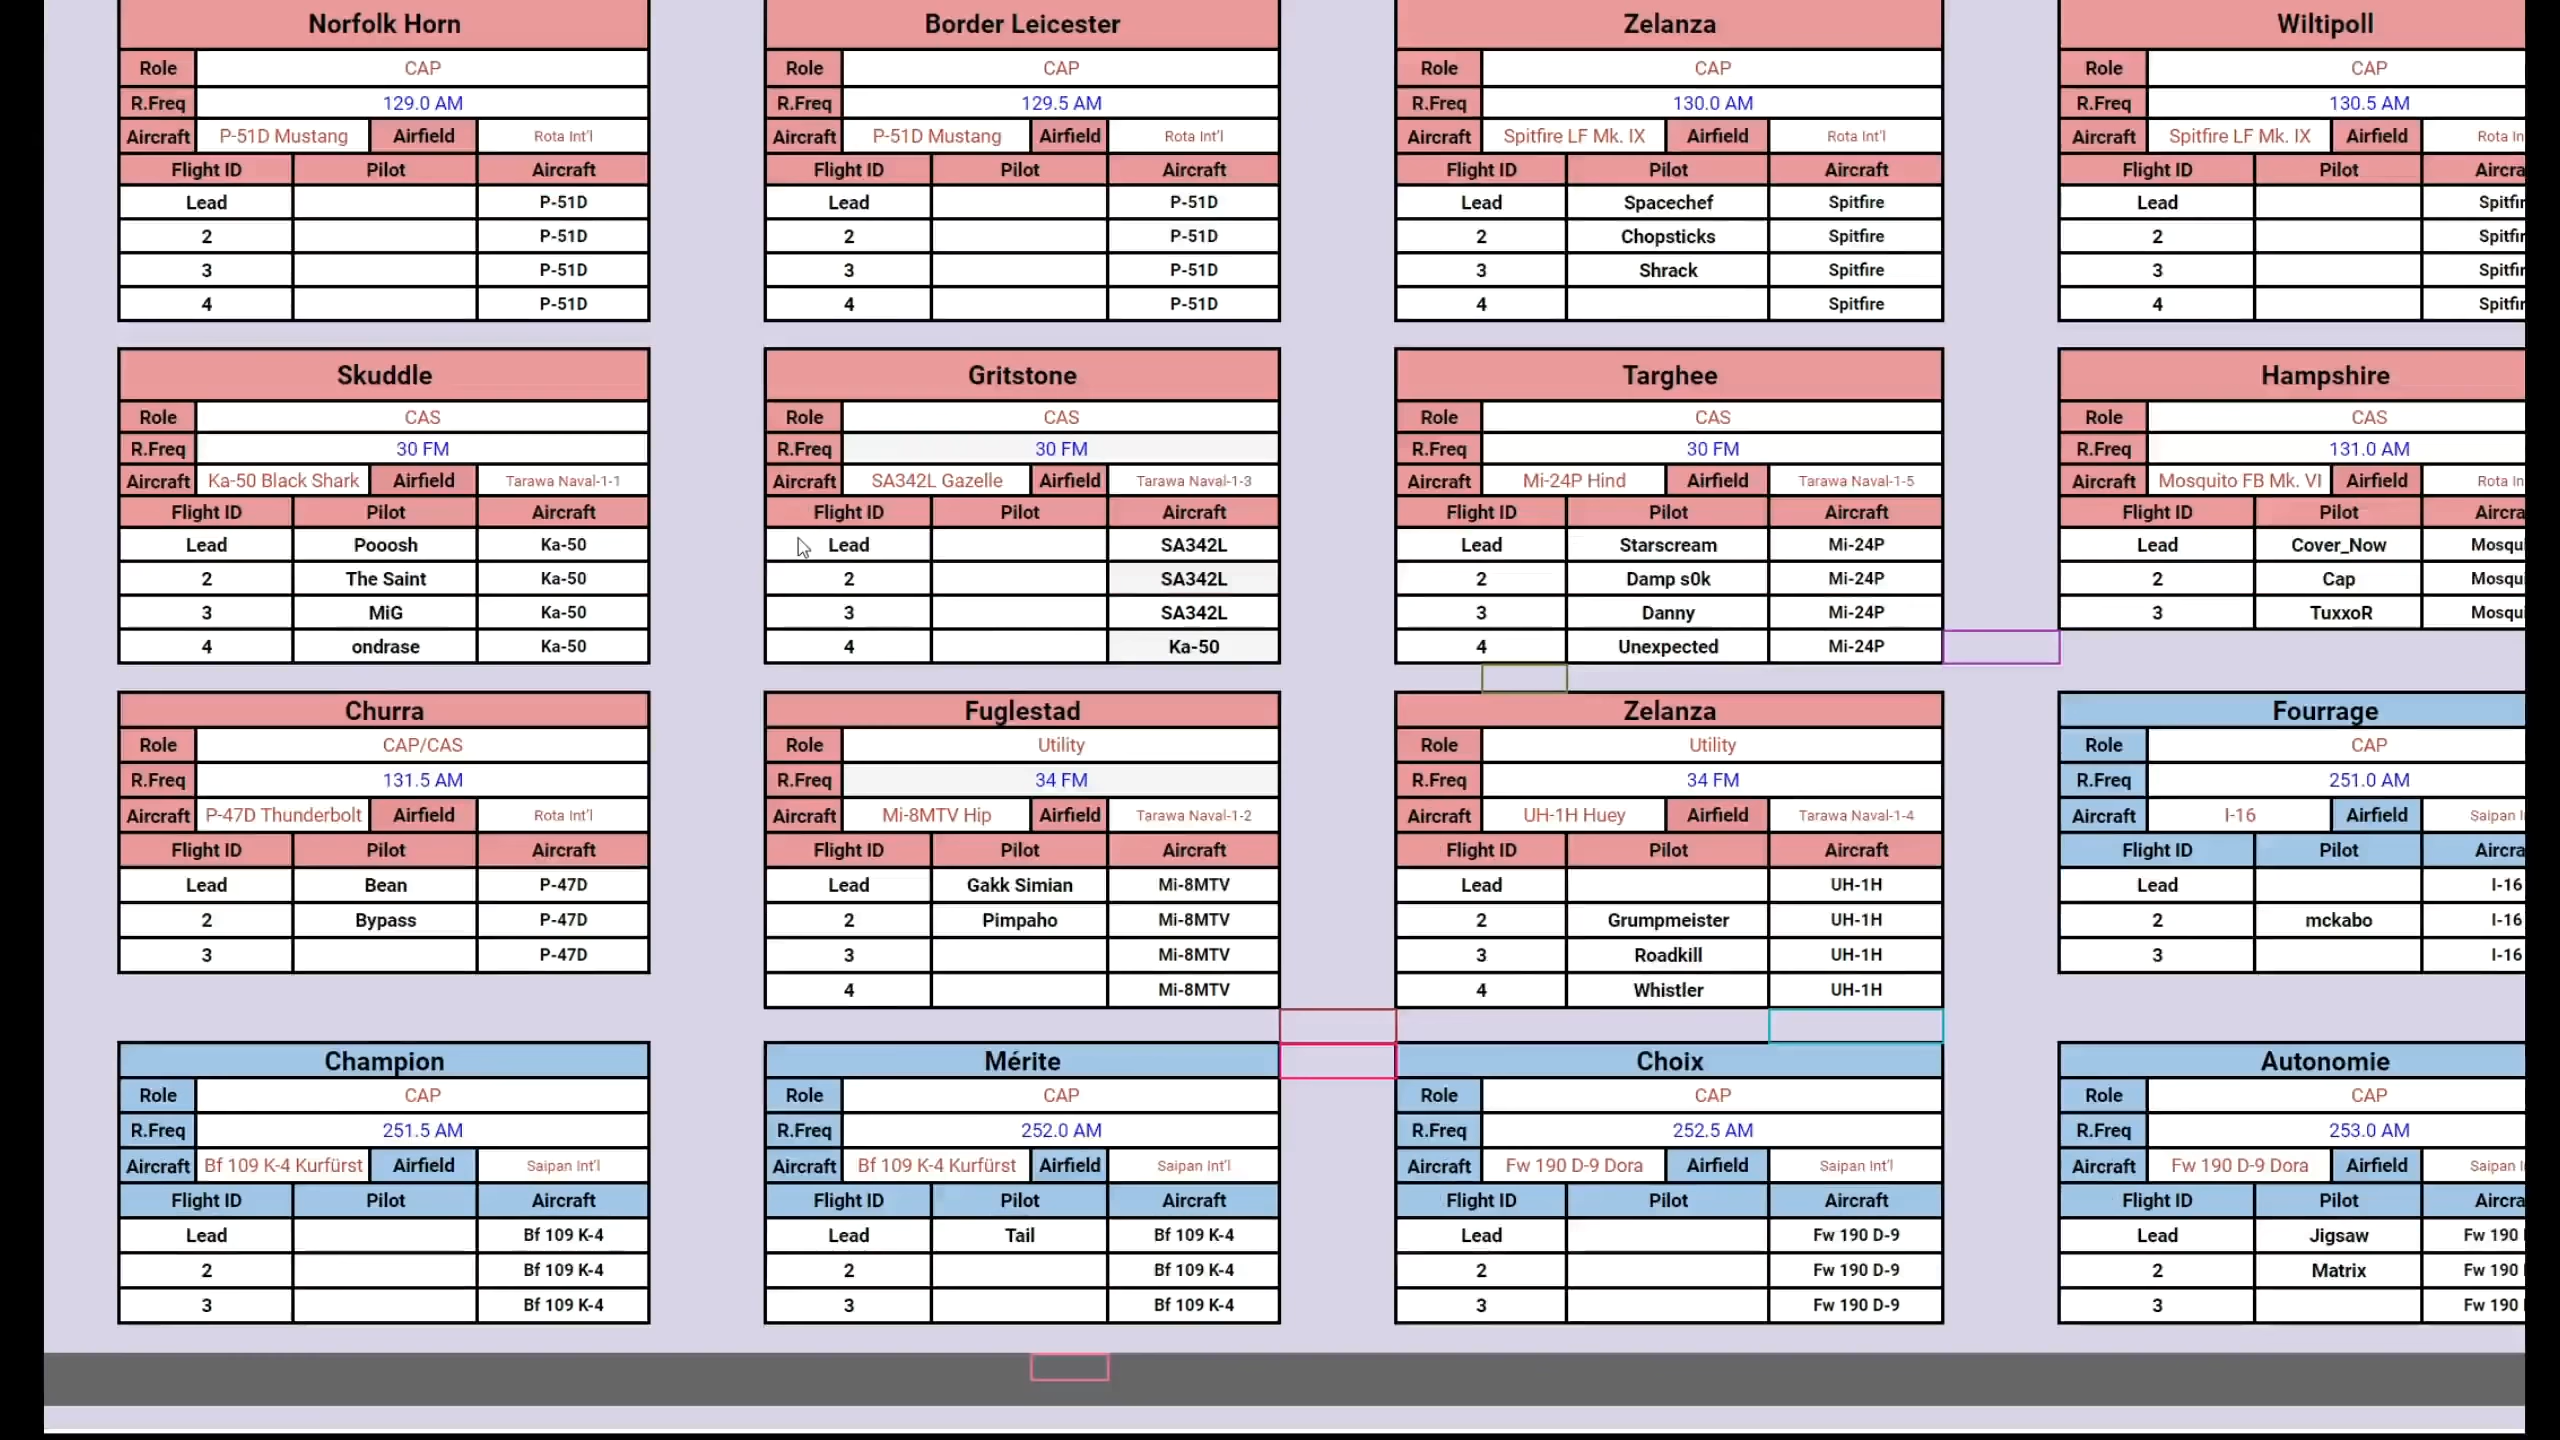 Norfolk Horn
Role CAP
R.Freq 129.0 AM
Aircraft P-51D Mustang Airfield Rota Int'l
Flight ID Pilot Aircraft
Lead P-51D
2 P-51D
3 P-51D
4 P-51D
Border Leicester
Role CAP
R.Freq 129.5 AM
Aircraft P-51D Mustang Airfield Rota Int'l
Flight ID Pilot Aircraft
Lead P-51D
2 P-51D
3 P-51D
4 P-51D
Zelanza
Role CAP
R.Freq 130.0 AM
Aircraft Spitfire LF Mk. IX Airfield Rota Int'l
Flight ID Pilot Aircraft
Lead Spacechef Spitfire
2 Chopsticks Spitfire
3 Shrack Spitfire
4 Spitfire
Wiltipoll
Role CAP
R.Freq 130.5 AM
Aircraft Spitfire LF Mk. IX Airfield Rota In
Flight ID Pilot Aircra
Lead Spitfir
2 Spitfir
3 Spitfir
4 Spitfir
Skuddle
Role CAS
R.Freq 30 FM
Aircraft Ka-50 Black Shark Airfield Tarawa Naval-1-1
Flight ID Pilot Aircraft
Lead Pooosh Ka-50
2 The Saint Ka-50
3 MiG Ka-50
4 ondrase Ka-50
Gritstone
Role CAS
R.Freq 30 FM
Aircraft SA342L Gazelle Airfield Tarawa Naval-1-3
Flight ID Pilot Aircraft
Lead SA342L
2 SA342L
3 SA342L
4 Ka-50
Targhee
Role CAS
R.Freq 30 FM
Aircraft Mi-24P Hind Airfield Tarawa Naval-1-5
Flight ID Pilot Aircraft
Lead Starscream Mi-24P
2 Damp s0k Mi-24P
3 Danny Mi-24P
4 Unexpected Mi-24P
Hampshire
Role CAS
R.Freq 131.0 AM
Aircraft Mosquito FB Mk. VI Airfield Rota In
Flight ID Pilot Aircra
Lead Cover_Now Mosqui
2 Cap Mosqui
3 TuxxoR Mosqui
Churra
Role CAP/CAS
R.Freq 131.5 AM
Aircraft P-47D Thunderbolt Airfield Rota Int'l
Flight ID Pilot Aircraft
Lead Bean P-47D
2 Bypass P-47D
3 P-47D
Fuglestad
Role Utility
R.Freq 34 FM
Aircraft Mi-8MTV Hip Airfield Tarawa Naval-1-2
Flight ID Pilot Aircraft
Lead Gakk Simian Mi-8MTV
2 Pimpaho Mi-8MTV
3 Mi-8MTV
4 Mi-8MTV
Zelanza
Role Utility
R.Freq 34 FM
Aircraft UH-1H Huey Airfield Tarawa Naval-1-4
Flight ID Pilot Aircraft
Lead UH-1H
2 Grumpmeister UH-1H
3 Roadkill UH-1H
4 Whistler UH-1H
Fourrage
Role CAP
R.Freq 251.0 AM
Aircraft I-16 Airfield Saipan I
Flight ID Pilot Aircra
Lead I-16
2 mckabo I-16
3 I-16
Champion
Role CAP
R.Freq 251.5 AM
Aircraft Bf 109 K-4 Kurfürst Airfield Saipan Int'l
Flight ID Pilot Aircraft
Lead Bf 109 K-4
2 Bf 109 K-4
3 Bf 109 K-4
Mérite
Role CAP
R.Freq 252.0 AM
Aircraft Bf 109 K-4 Kurfürst Airfield Saipan Int'l
Flight ID Pilot Aircraft
Lead Tail Bf 109 K-4
2 Bf 109 K-4
3 Bf 109 K-4
Choix
Role CAP
R.Freq 252.5 AM
Aircraft Fw 190 D-9 Dora Airfield Saipan Int'l
Flight ID Pilot Aircraft
Lead Fw 190 D-9
2 Fw 190 D-9
3 Fw 190 D-9
Autonomie
Role CAP
R.Freq 253.0 AM
Aircraft Fw 190 D-9 Dora Airfield Saipan I
Flight ID Pilot Aircra
Lead Jigsaw Fw 190
2 Matrix Fw 190
3 Fw 190